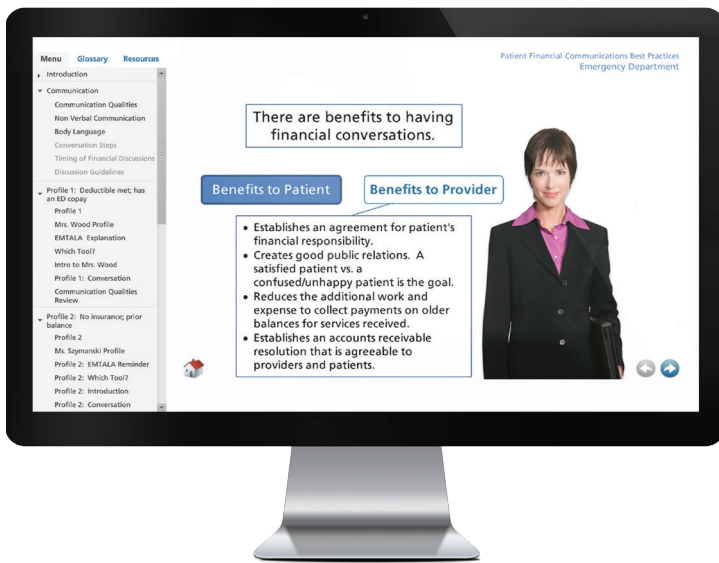 Menu Glossary Resources
Patient Financial Communications Best Practices
Emergency Department
Introduction
Communication
Communication Qualities
Non Verbal Communication
Body Language
Conversation Steps
Timing of Financial Discussions
Discussion Guidelines
Profile 1: Deductible met; has
an ED copay
Profile 1
Mrs. Wood Profile
EMTALA Explanation
Which Tool?
Intro to Mrs. Wood
Profile 1: Conversation
Communication Qualities
Review
Profile 2: No insurance; prior
balance
Profile 2
Ms. Szymanski Profile
Profile 2: EMTALA Reminder
Profile 2: Which Tool?
Profile 2: Introduction
Profile 2: Conversation
There are benefits to having
financial conversations.
Benefits to Patient
Benefits to Provider
• Establishes an agreement for patient's
financial responsibility.
• Creates good public relations. A
satisfied patient vs. a
confused/unhappy patient is the goal.
• Reduces the additional work and
expense to collect payments on older
balances for services received.
• Establishes an accounts receivable
resolution that is agreeable to
providers and patients.